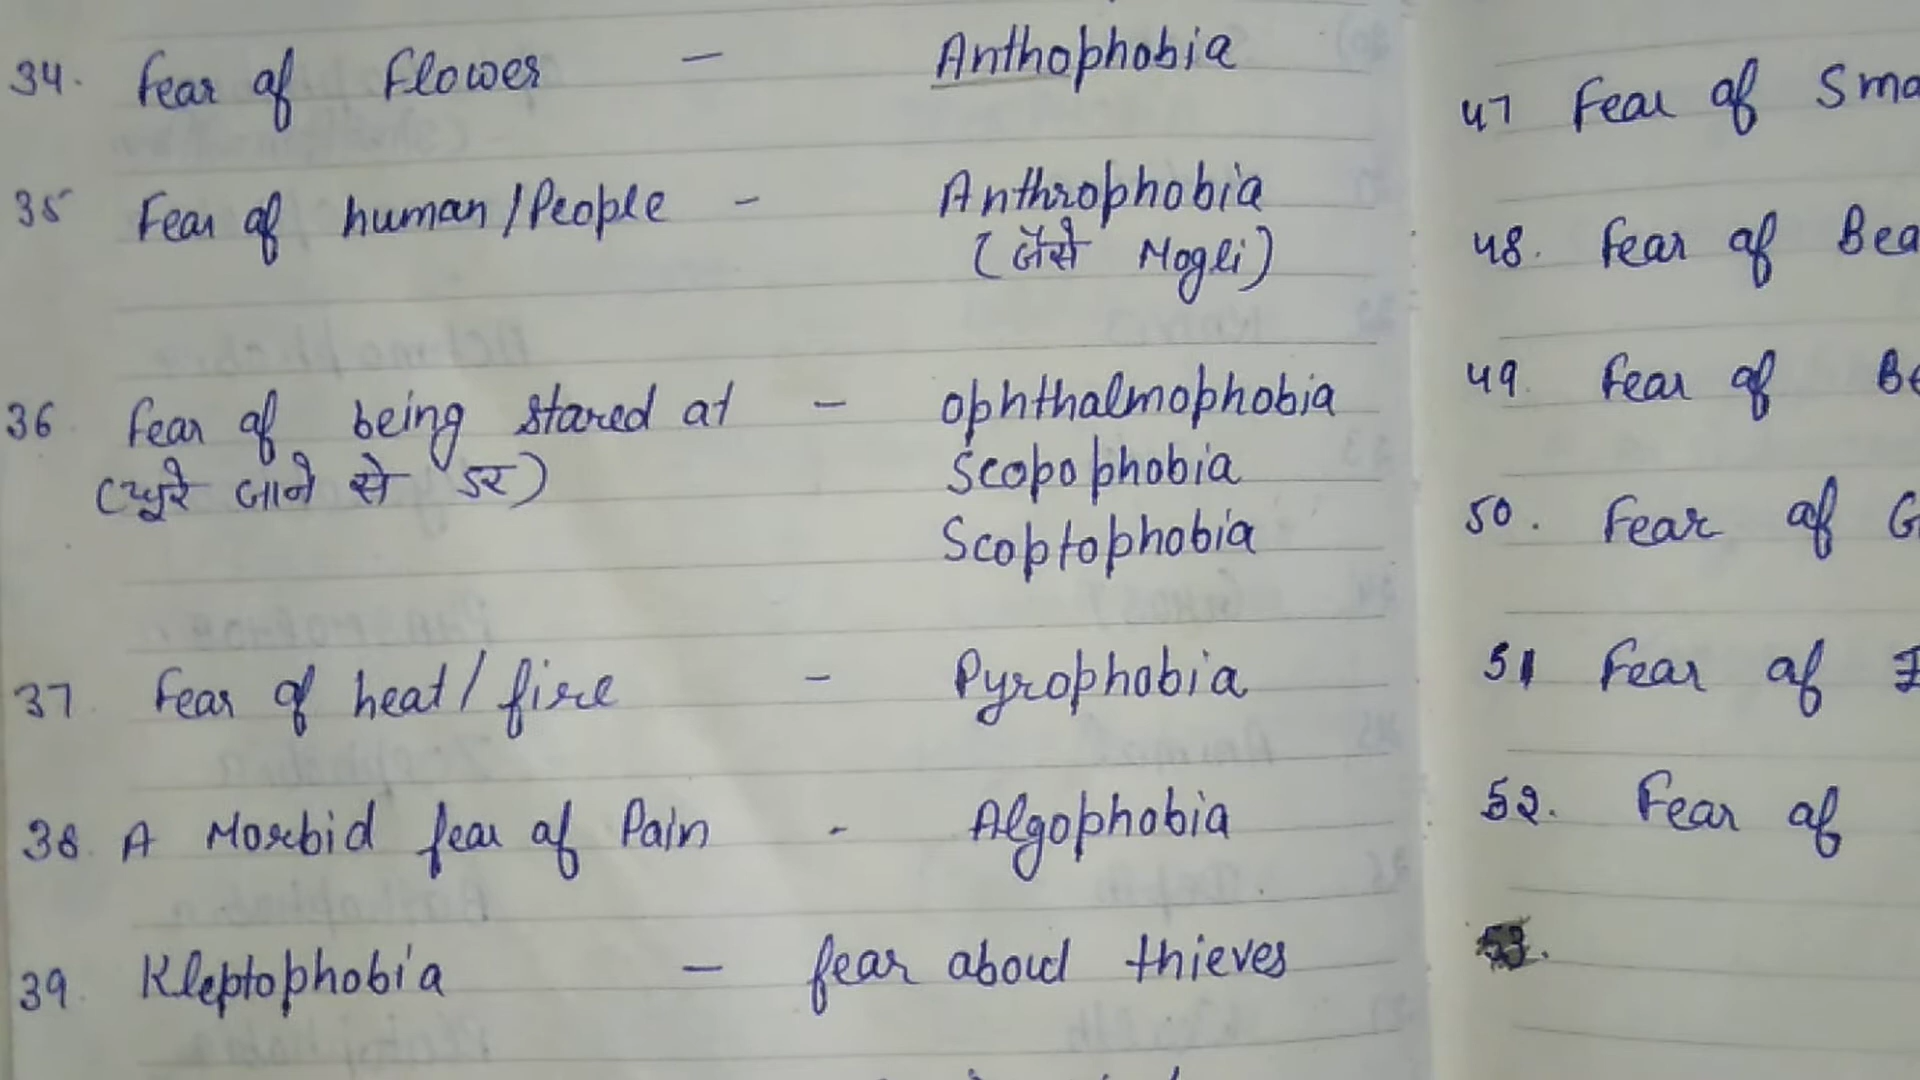 34. Fear of Flower - Anthophobia
35 Fear of human/People - Anthrophobia
(जैसे Mogli)
36 Fear of being stared at - Ophthalmophobia
(घूरे जाने से डर) Scopophobia
Scoptophobia
37. Fear of heat/fire - Pyrophobia
38. A Morbid fear of Pain - Algophobia
39. Kleptophobia - fear about thieves
47 Fear of
48. Fear of
49. Fear of
50. Fear of
51 Fear of
52. Fear of
53.